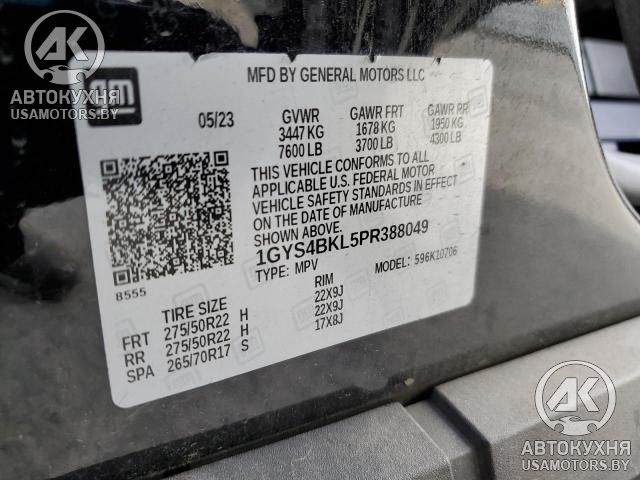 AK
АВТОКУХНЯ
USAMOTORS.BY
gm
MFD BY GENERAL MOTORS LLC
05/23 GVWR GAWR FRT GAWR RR
3447 KG 1678 KG 1950 KG
7600 LB 3700 LB 4300 LB
THIS VEHICLE CONFORMS TO ALL
APPLICABLE U.S. FEDERAL MOTOR
VEHICLE SAFETY STANDARDS IN EFFECT
ON THE DATE OF MANUFACTURE
SHOWN ABOVE.
1GYS4BKL5PR388049
TYPE: MPV MODEL: 596K10706
8555
TIRE SIZE RIM
FRT 275/50R22 H 22X9J
RR 275/50R22 H 22X9J
SPA 265/70R17 S 17X8J
AK
АВТОКУХНЯ
USAMOTORS.BY